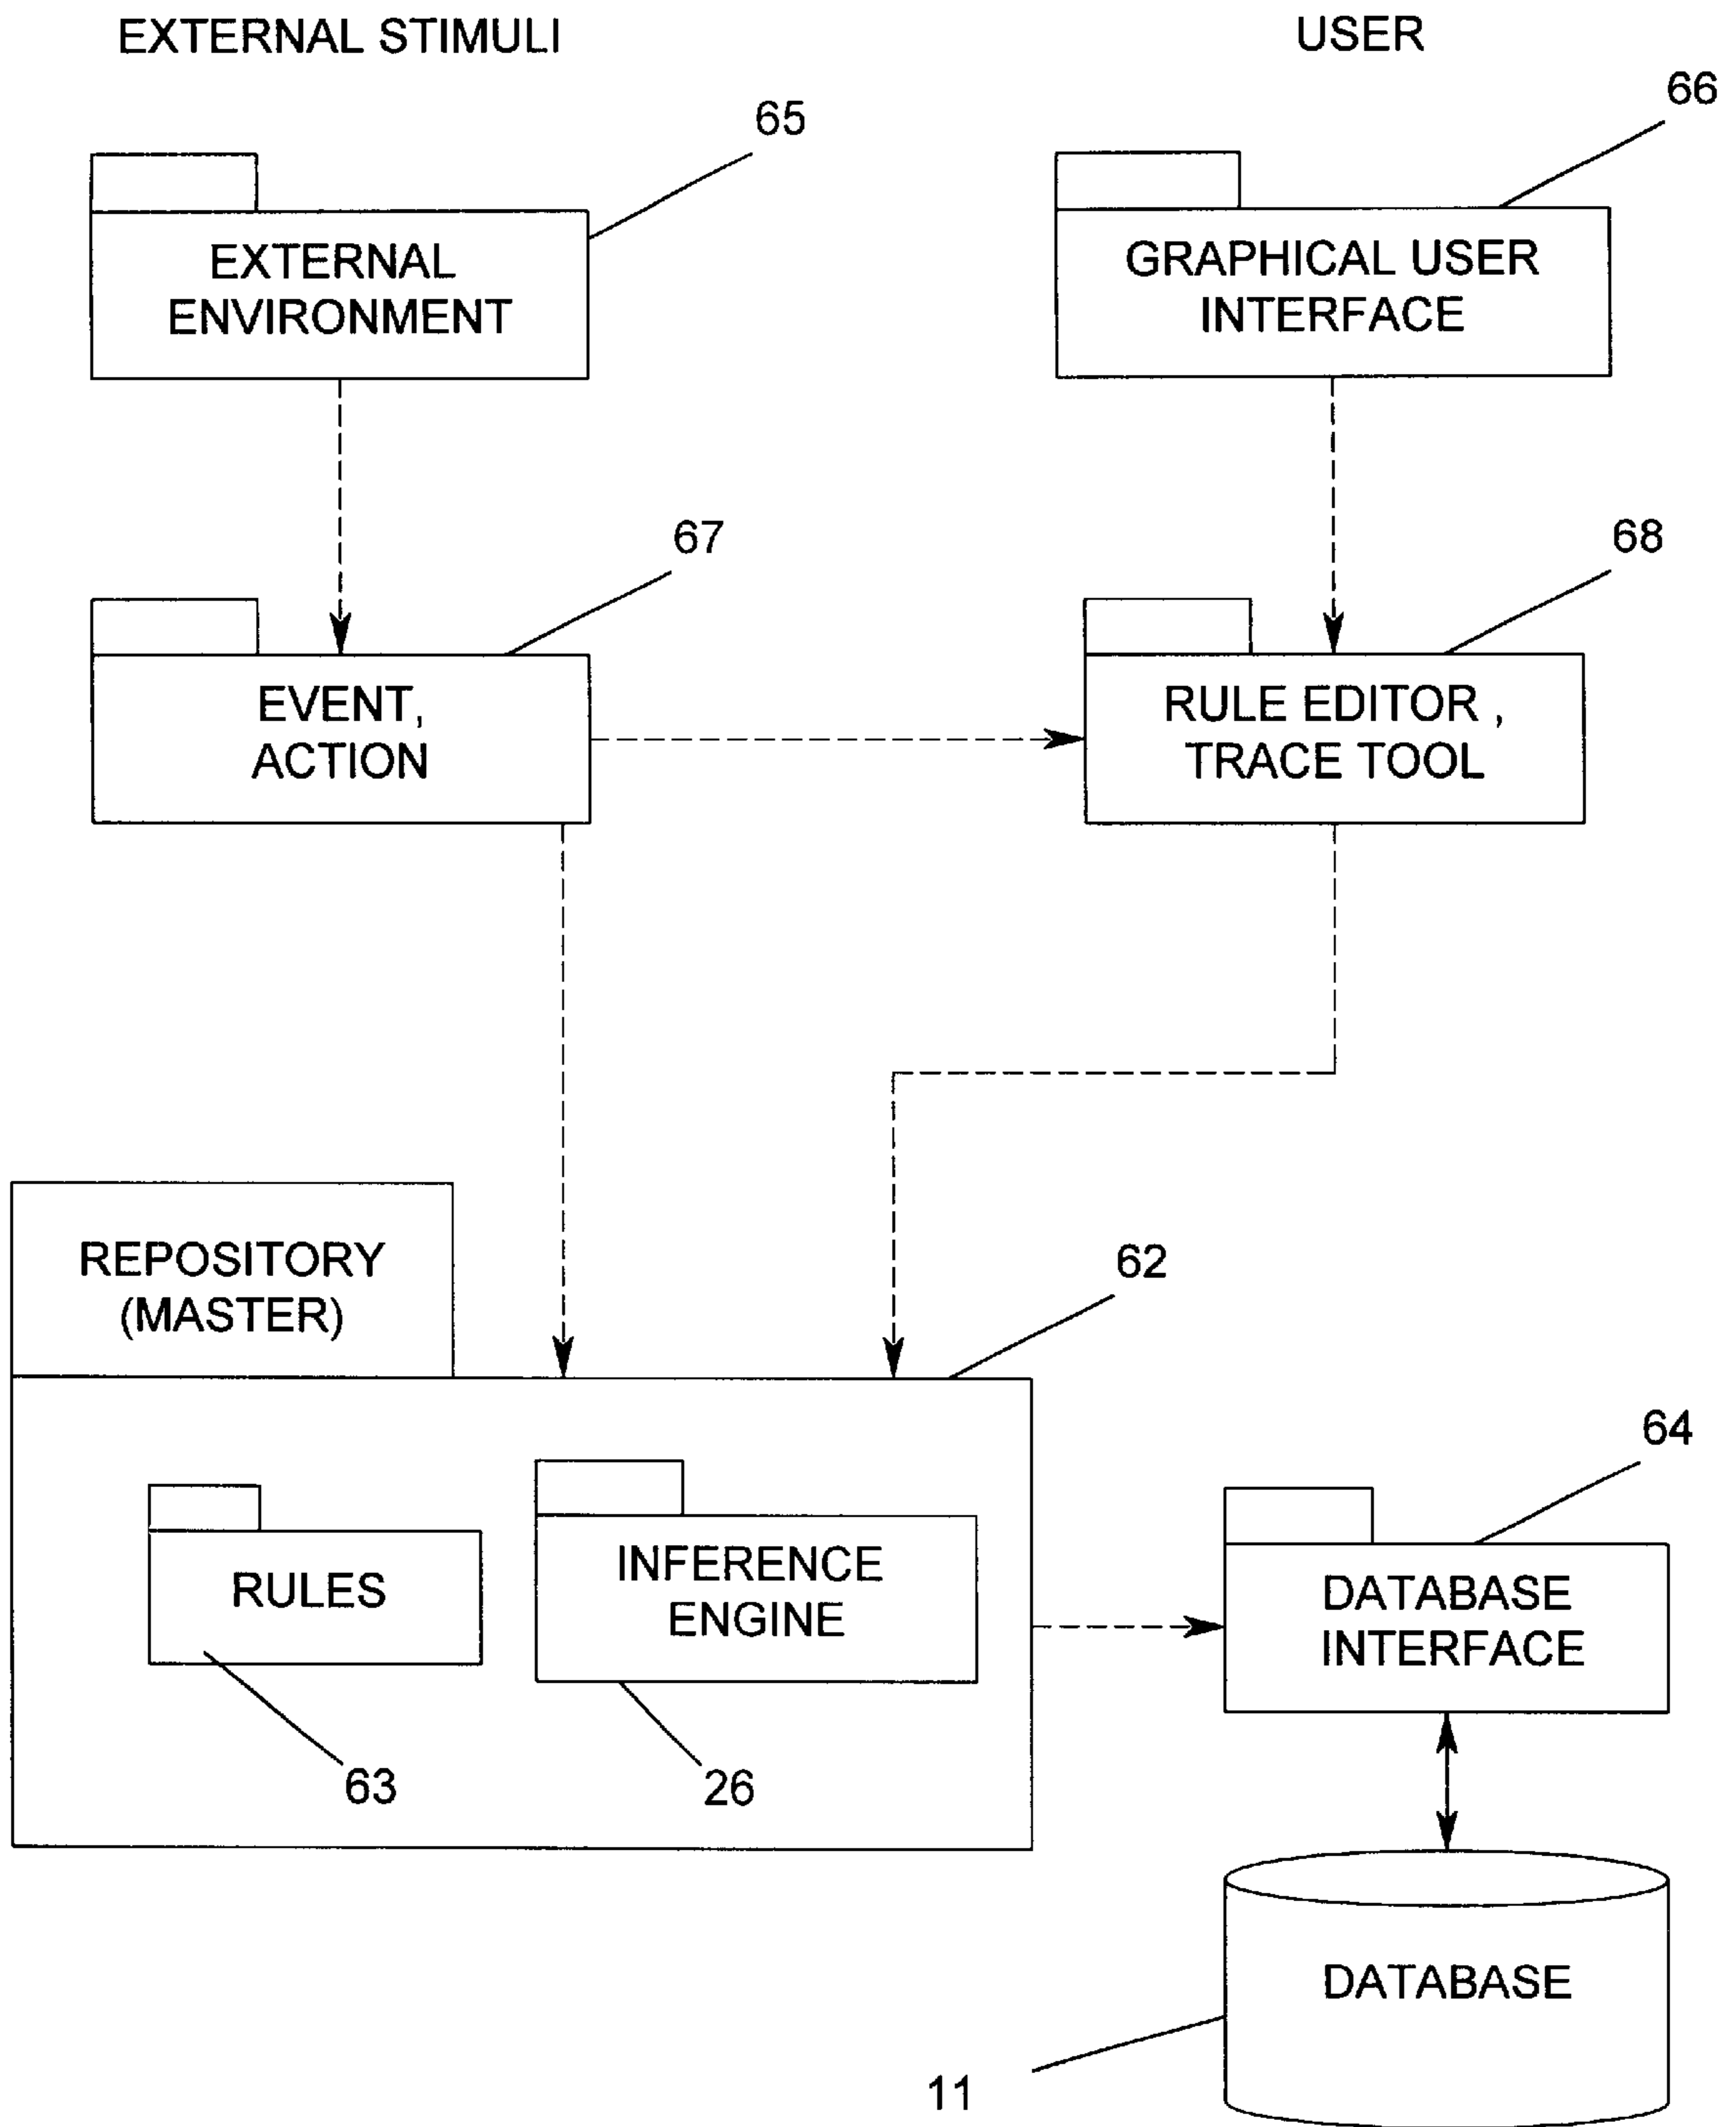 EXTERNAL STIMULI
USER
65
66
EXTERNAL
ENVIRONMENT
GRAPHICAL USER
INTERFACE
67
68
EVENT,
ACTION
RULE EDITOR ,
TRACE TOOL
REPOSITORY
(MASTER)
62
64
RULES
INFERENCE
ENGINE
DATABASE
INTERFACE
63
26
DATABASE
11